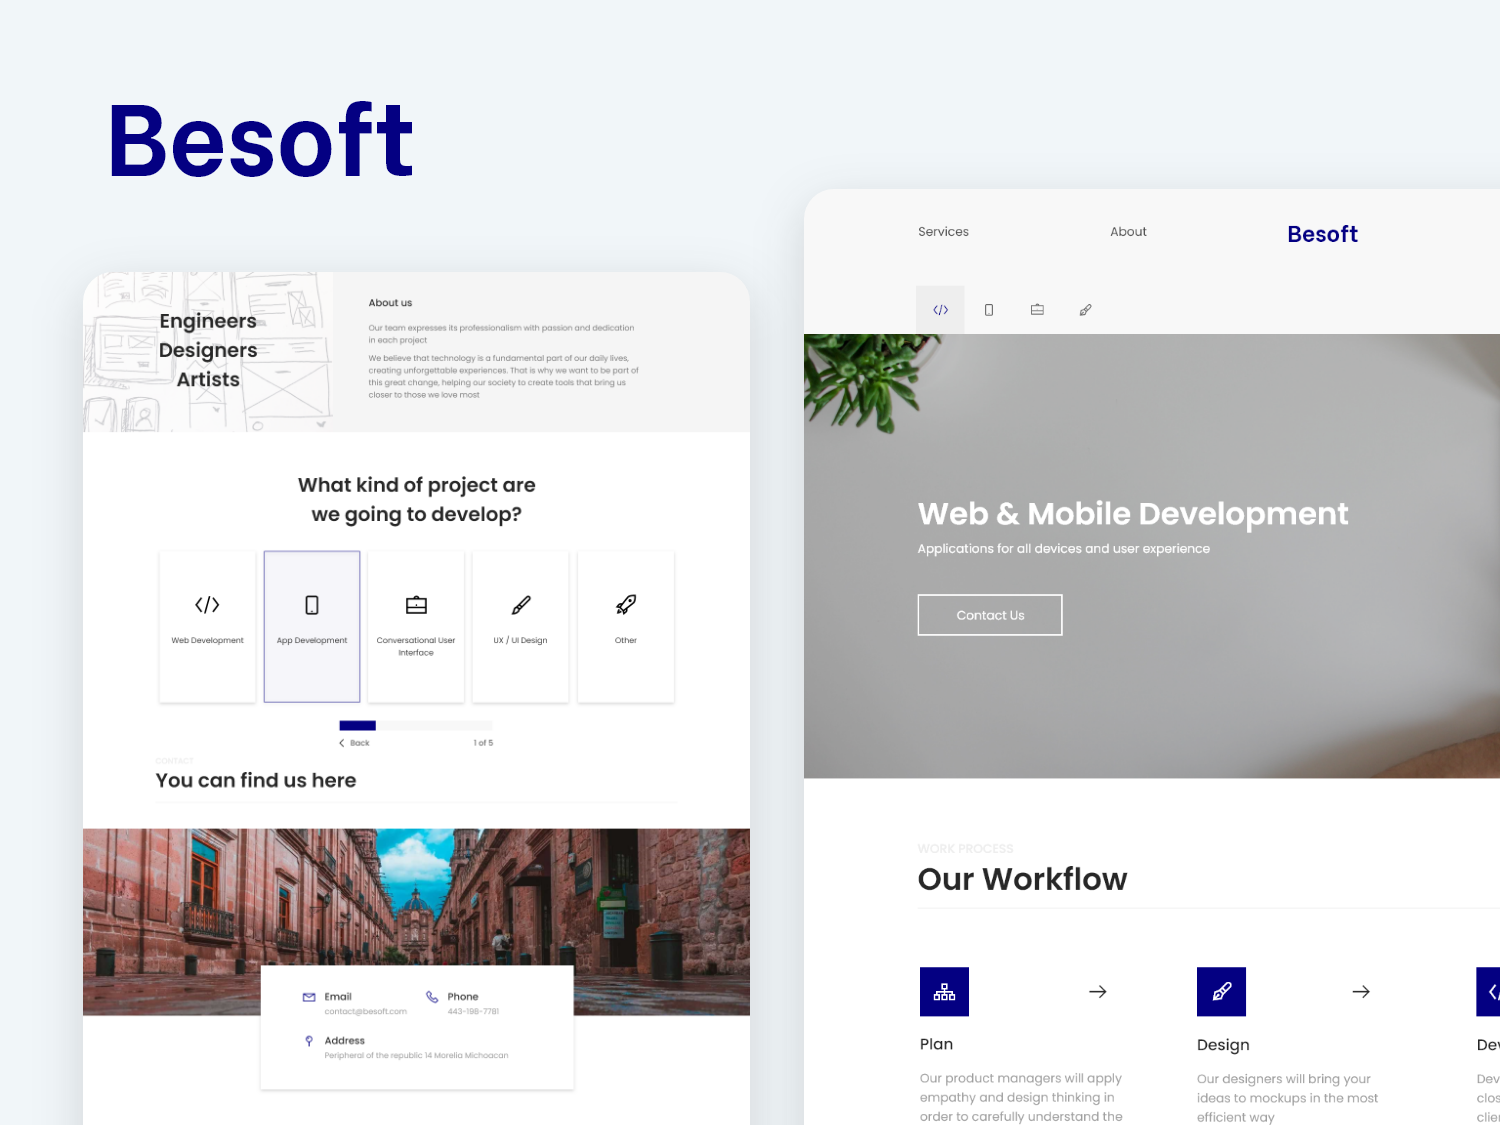 Besoft
Engineers
Designers
Artists
About us
Our team expresses its professionalism with passion and dedication
in each project
We believe that technology is a fundamental part of our daily lives,
creating unforgettable experiences. That is why we want to be part of
this great change, helping our society to create tools that bring us
closer to those we love most
What kind of project are
we going to develop?
Web Development
App Development
Conversational User
Interface
UX / UI Design
Other
Back
1 of 5
CONTACT
You can find us here
Email
contact@besoft.com
Phone
443-198-7781
Address
Peripheral of the republic 14 Morelia Michoacan
Services
About
Besoft
Web & Mobile Development
Applications for all devices and user experience
Contact Us
WORK PROCESS
Our Workflow
Plan
Our product managers will apply
empathy and design thinking in
order to carefully understand the
Design
Our designers will bring your
ideas to mockups in the most
efficient way